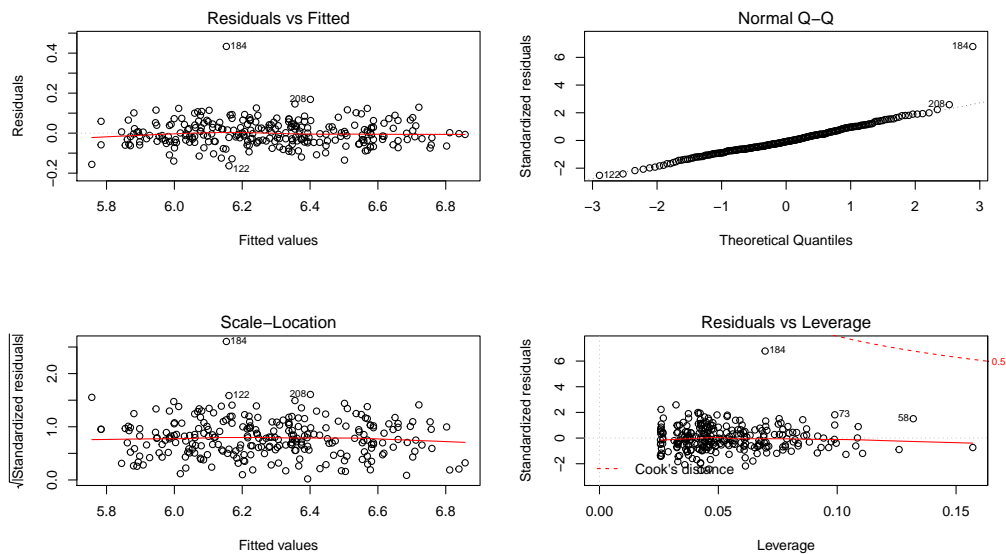 Residuals vs Fitted
Residuals
−0.2 0.0 0.2 0.4
184
208
122
5.8 6.0 6.2 6.4 6.6 6.8
Fitted values
Normal Q−Q
Standardized residuals
−2 0 2 4 6
184
208
122
−3 −2 −1 0 1 2 3
Theoretical Quantiles
Scale−Location
√|Standardized residuals|
0.0 1.0 2.0
184
122
208
5.8 6.0 6.2 6.4 6.6 6.8
Fitted values
Residuals vs Leverage
Standardized residuals
−2 0 2 4 6
184
73
58
0.5
Cook's distance
0.00 0.05 0.10 0.15
Leverage